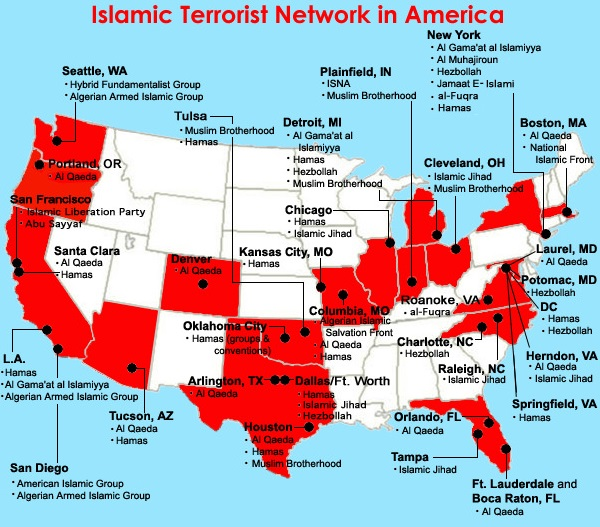 Islamic Terrorist Network in America
New York
· Al Gama'at al Islamiyya
· Al Muhajiroun
· Hezbollah
· Jamaat E- Islami
· al-Fuqra
· Hamas
Seattle, WA
· Hybrid Fundamentalist Group
· Algerian Armed Islamic Group
Plainfield, IN
· ISNA
· Muslim Brotherhood
Tulsa
· Muslim Brotherhood
· Hamas
Detroit, MI
· Al Gama'at al
Islamiyya
· Hamas
· Hezbollah
· Muslim Brotherhood
Boston, MA
· Al Qaeda
· National
Islamic Front
Portland, OR
· Al Qaeda
Cleveland, OH
· Islamic Jihad
· Muslim Brotherhood
San Francisco
· Islamic Liberation Party
· Abu Sayyaf
Chicago
· Hamas
· Islamic Jihad
Santa Clara
· Al Qaeda
· Hamas
Denver
· Al Qaeda
Kansas City, MO
· Hamas
Laurel, MD
· Al Qaeda
Potomac, MD
· Hezbollah
DC
· Hamas
· Hezbollah
Roanoke, VA
· al-Fuqra
Columbia, MO
· Algerian Islamic
Salvation Front
· Al Qaeda
· Hamas
Oklahoma City
· Hamas (groups &
conventions)
Charlotte, NC
· Hezbollah
Raleigh, NC
· Islamic Jihad
Herndon, VA
· Al Qaeda
· Islamic Jihad
L.A.
· Hamas
· Al Gama'at al Islamiyya
· Algerian Armed Islamic Group
Arlington, TX
· Al Qaeda
Dallas/Ft. Worth
· Hamas
· Islamic Jihad
· Hezbollah
Springfield, VA
· Hamas
Tucson, AZ
· Al Qaeda
· Hamas
Houston
· Al Qaeda
· Hamas
· Muslim Brotherhood
Orlando, FL
· Al Qaeda
Tampa
· Islamic Jihad
San Diego
· American Islamic Group
· Algerian Armed Islamic Group
Ft. Lauderdale and
Boca Raton, FL
· Al Qaeda